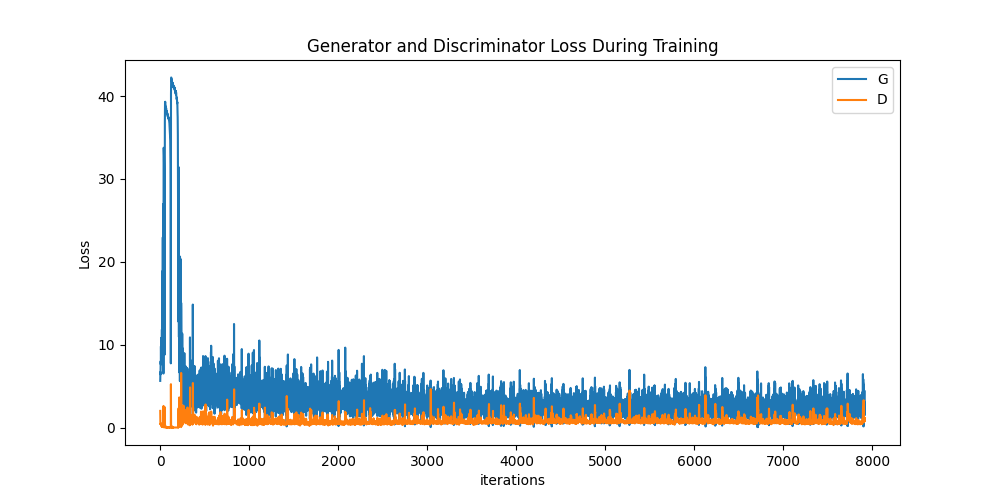 Generator and Discriminator Loss During Training
G
D
40
30
20
10
0
Loss
0 1000 2000 3000 4000 5000 6000 7000 8000
iterations